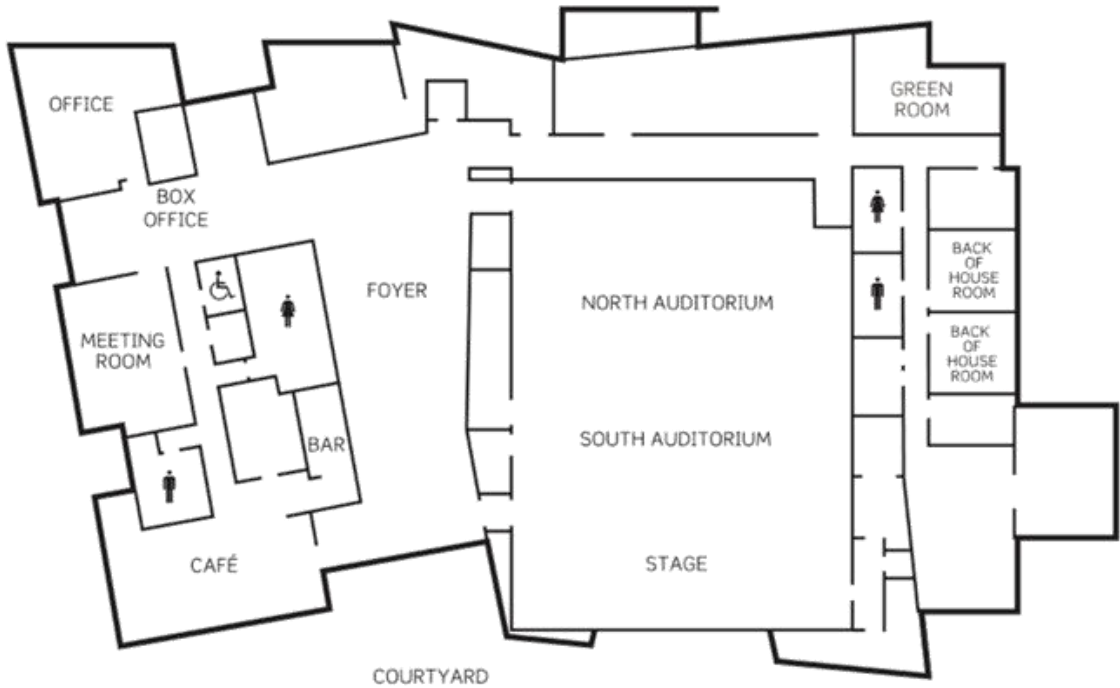 OFFICE
GREEN
ROOM
BOX
OFFICE
BACK
OF
HOUSE
ROOM
FOYER
NORTH AUDITORIUM
MEETING
ROOM
BACK
OF
HOUSE
ROOM
BAR
SOUTH AUDITORIUM
CAFÉ
STAGE
COURTYARD